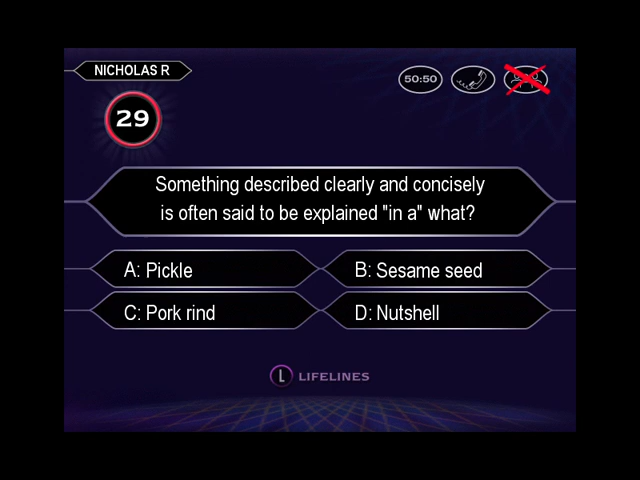 NICHOLAS R
50:50
29
Something described clearly and concisely
is often said to be explained "in a" what?
A: Pickle
B: Sesame seed
C: Pork rind
D: Nutshell
L LIFELINES